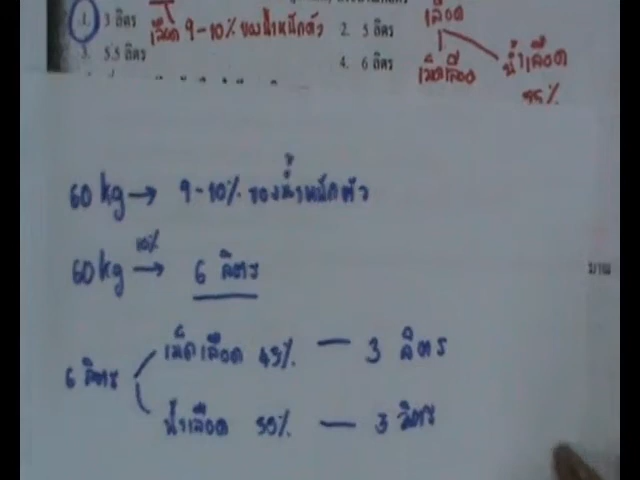 1. 3 ลิตร
เลือด 9-10% ของน้ำหนักตัว
2. 5 ลิตร
เลือด
3. 5.5 ลิตร
4. 6 ลิตร
เม็ดเลือด
น้ำเลือด
55%
60 kg → 9-10% ของน้ำหนักตัว
10%
60 kg → 6 ลิตร
เม็ดเลือด 45% — 3 ลิตร
6 ลิตร
น้ำเลือด 55% — 3 ลิตร